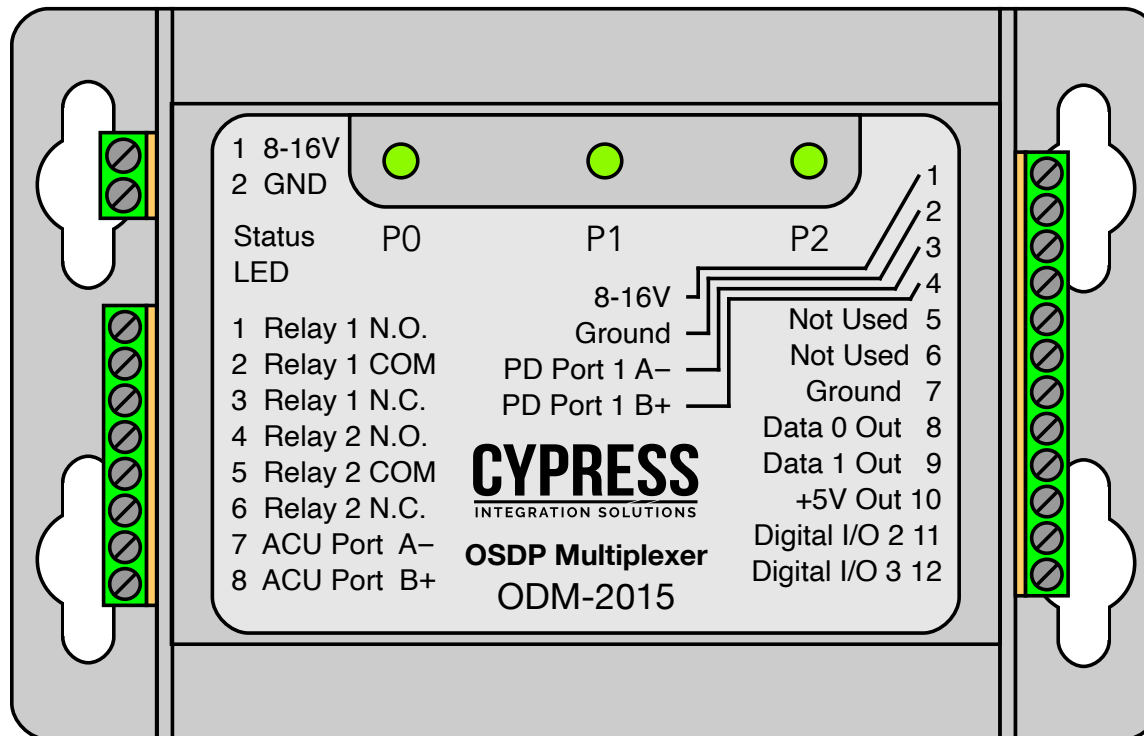 1 8-16V
2 GND
Status
LED
P0 P1 P2
1 Relay 1 N.O.
2 Relay 1 COM
3 Relay 1 N.C.
4 Relay 2 N.O.
5 Relay 2 COM
6 Relay 2 N.C.
7 ACU Port A–
8 ACU Port B+
8-16V 1
Ground 2
PD Port 1 A– 3
PD Port 1 B+ 4
Not Used 5
Not Used 6
Ground 7
Data 0 Out 8
Data 1 Out 9
+5V Out 10
Digital I/O 2 11
Digital I/O 3 12
CYPRESS
INTEGRATION SOLUTIONS
OSDP Multiplexer
ODM-2015